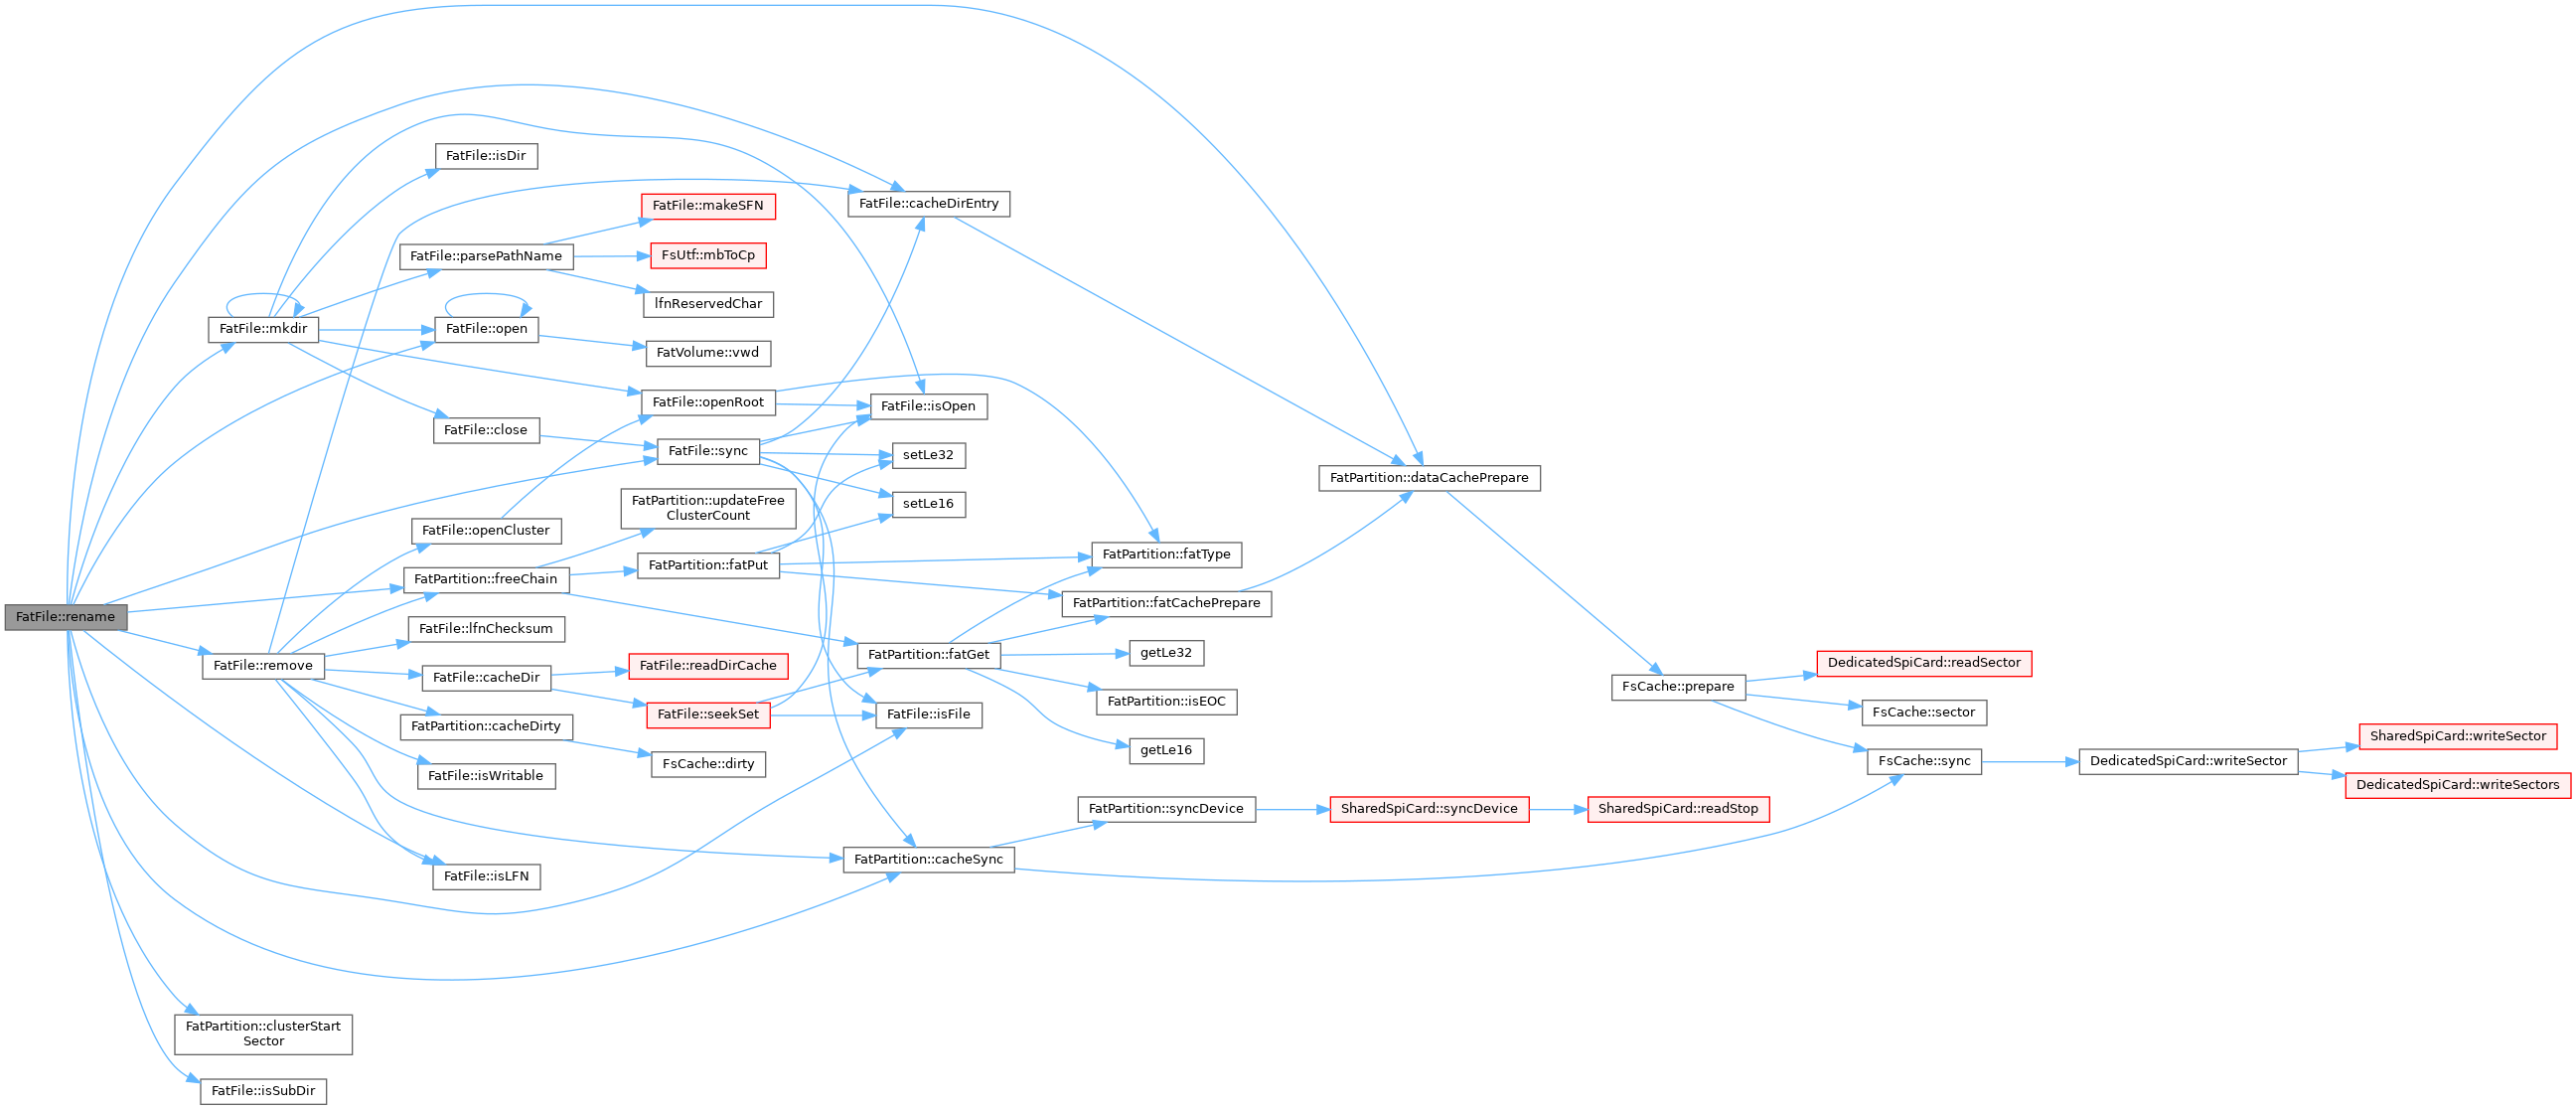 FatFile::rename
FatFile::mkdir
FatFile::remove
FatPartition::clusterStart
Sector
FatFile::isSubDir
FatFile::isDir
FatFile::parsePathName
FatFile::open
FatFile::close
FatFile::openCluster
FatPartition::freeChain
FatFile::lfnChecksum
FatFile::cacheDir
FatPartition::cacheDirty
FatFile::isWritable
FatFile::isLFN
FatFile::makeSFN
FsUtf::mbToCp
lfnReservedChar
FatVolume::vwd
FatFile::openRoot
FatFile::sync
FatPartition::updateFree
ClusterCount
FatPartition::fatPut
FatFile::readDirCache
FatFile::seekSet
FsCache::dirty
FatFile::cacheDirEntry
FatFile::isOpen
setLe32
setLe16
FatPartition::fatGet
FatFile::isFile
FatPartition::cacheSync
FatPartition::fatType
FatPartition::fatCachePrepare
getLe32
FatPartition::isEOC
getLe16
FatPartition::syncDevice
FatPartition::dataCachePrepare
SharedSpiCard::syncDevice
SharedSpiCard::readStop
FsCache::prepare
DedicatedSpiCard::readSector
FsCache::sector
FsCache::sync
DedicatedSpiCard::writeSector
SharedSpiCard::writeSector
DedicatedSpiCard::writeSectors